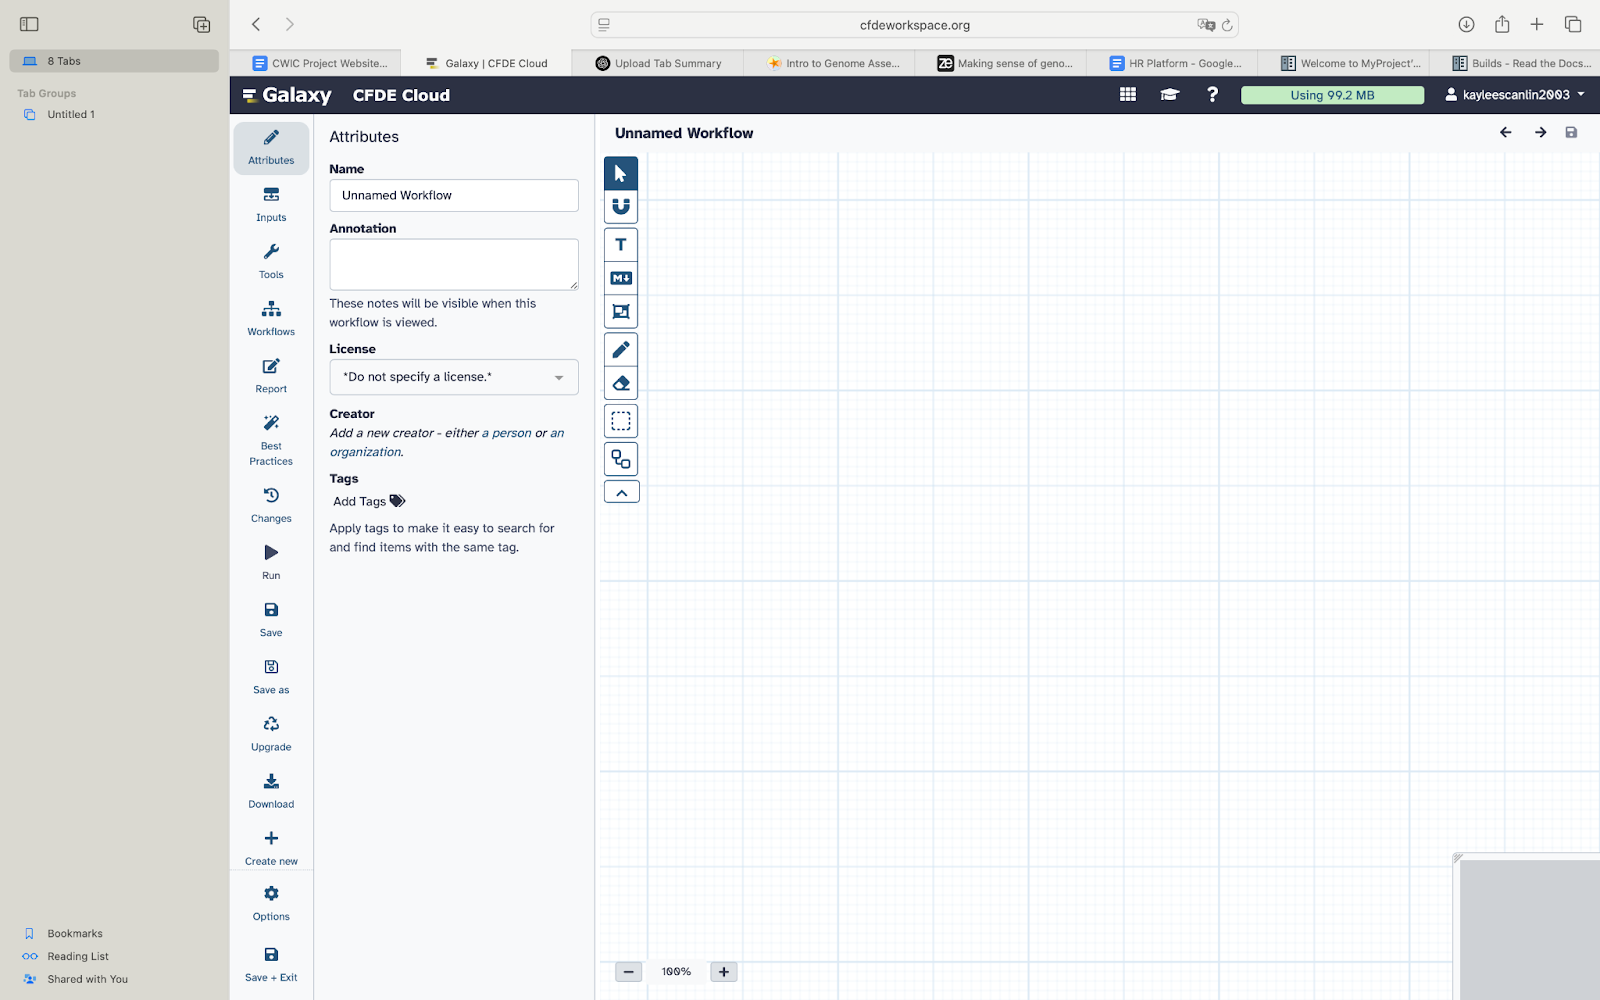 8 Tabs
Tab Groups
Untitled 1
Bookmarks
Reading List
Shared with You
cfdeworkspace.org
CWIC Project Website...
Galaxy | CFDE Cloud
Upload Tab Summary
Intro to Genome Asse...
Making sense of geno...
HR Platform - Google...
Welcome to MyProject'...
Builds - Read the Docs...
Galaxy CFDE Cloud
Using 99.2 MB
kayleescanlin2003
Attributes
Inputs
Tools
Workflows
Report
Best
Practices
Changes
Run
Save
Save as
Upgrade
Download
Create new
Options
Save + Exit
Attributes
Name
Unnamed Workflow
Annotation
These notes will be visible when this
workflow is viewed.
License
*Do not specify a license.*
Creator
Add a new creator - either a person or an
organization.
Tags
Add Tags
Apply tags to make it easy to search for
and find items with the same tag.
Unnamed Workflow
T
M
100%